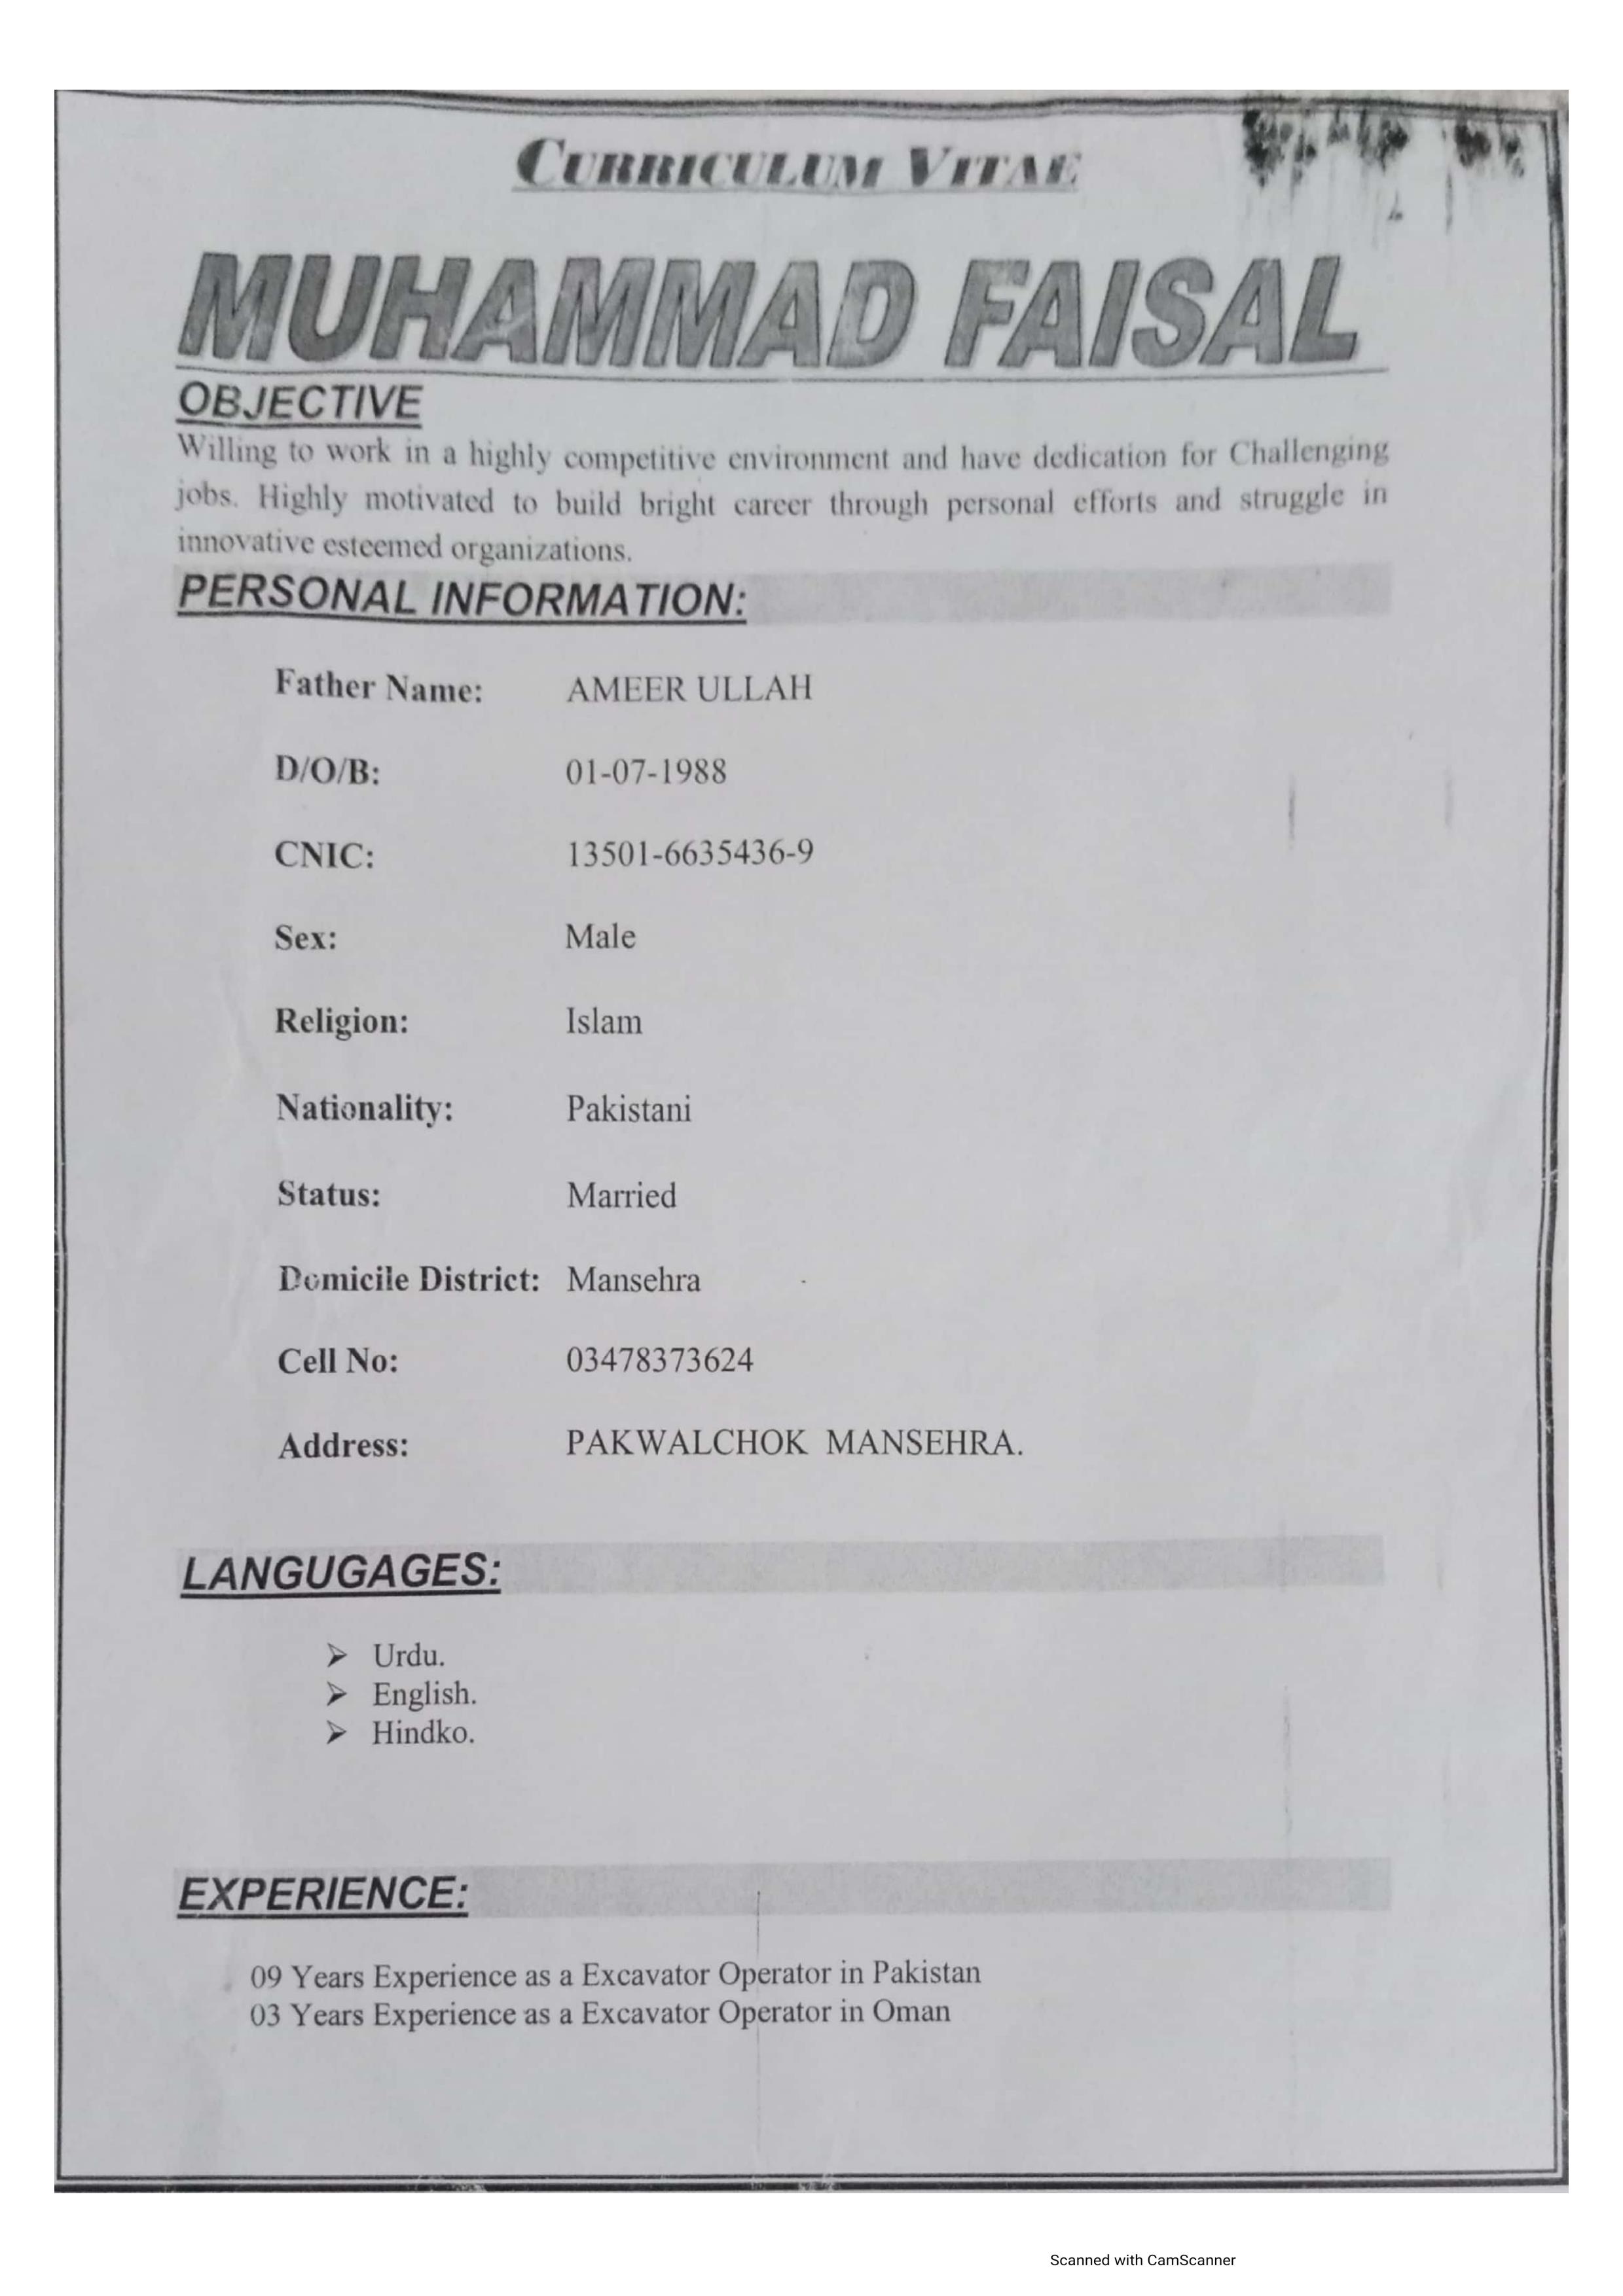 CURRICULUM VITAE
MUHAMMAD FAISAL
OBJECTIVE
Willing to work in a highly competitive environment and have dedication for Challenging
jobs. Highly motivated to build bright career through personal efforts and struggle in
innovative esteemed organizations.
PERSONAL INFORMATION:
Father Name: AMEER ULLAH
D/O/B: 01-07-1988
CNIC: 13501-6635436-9
Sex: Male
Religion: Islam
Nationality: Pakistani
Status: Married
Domicile District: Mansehra
Cell No: 03478373624
Address: PAKWALCHOK MANSEHRA.
LANGUGAGES:
➤ Urdu.
➤ English.
➤ Hindko.
EXPERIENCE:
09 Years Experience as a Excavator Operator in Pakistan
03 Years Experience as a Excavator Operator in Oman
Scanned with CamScanner